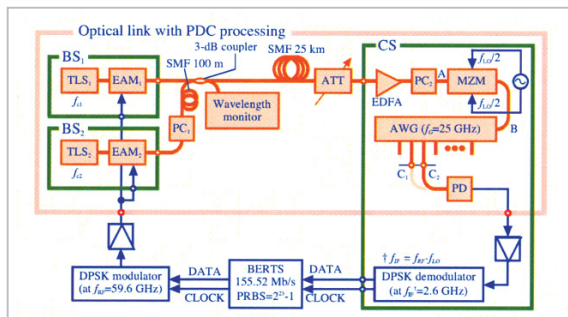 Optical link with PDC processing
3-dB coupler
SMF 25 km
CS
BS1
SMF 100 m
TLS1
EAM1
fs1
ATT
EDFA
PC2
A
MZM
fLO/2
fLO/2
B
Wavelength
monitor
PC1
AWG (fG=25 GHz)
BS2
TLS2
EAM2
fs2
C1
C2
PD
† fIF = fRF-fLO
DPSK modulator
(at fRF=59.6 GHz)
DATA
CLOCK
BERTS
155.52 Mb/s
PRBS=2²³-1
DATA
CLOCK
DPSK demodulator
(at fIF†=2.6 GHz)